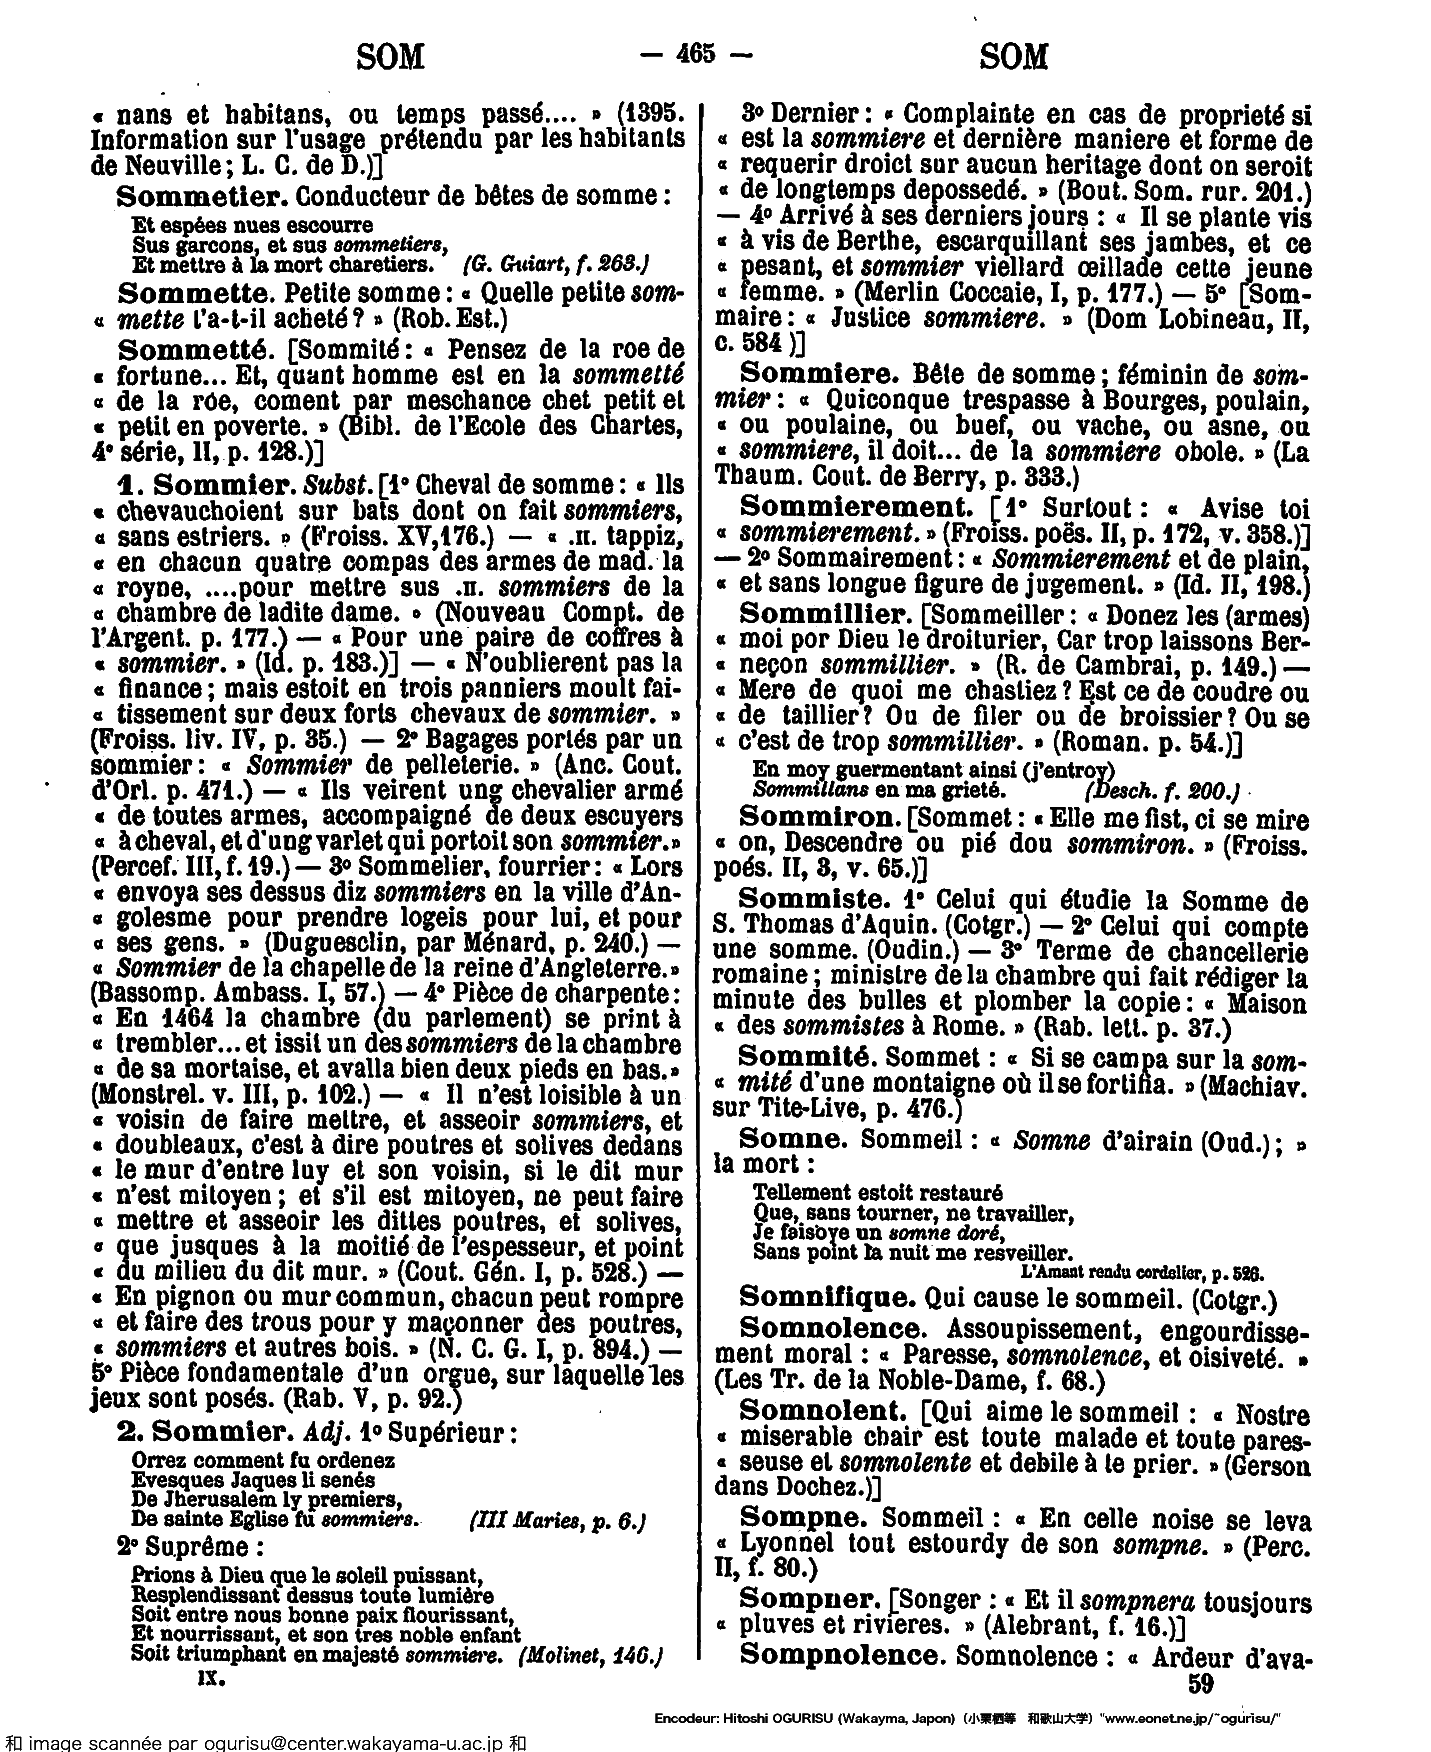 SOM — 465 — SOM
« nans et habitans, ou temps passé.... » (1395.
Information sur l'usage prétendu par les habitants
de Neuville ; L. C. de D.)]
Sommetier. Conducteur de bêtes de somme :
Et espées nues escourre
Sus garcons, et sus sommetiers,
Et mettre à la mort charetiers. (G. Guiart, f. 263.)
Sommette. Petite somme : « Quelle petite som-
« mette l'a-t-il acheté ? » (Rob. Est.)
Sommetté. [Sommité : « Pensez de la roe de
« fortune... Et, quant homme est en la sommetté
« de la roe, coment par meschance chet petit et
« petit en poverte. » (Bibl. de l'Ecole des Chartes,
4e série, II, p. 128.)]
1. Sommier. Subst. [1° Cheval de somme : « Ils
« chevauchoient sur bats dont on fait sommiers,
« sans estriers. » (Froiss. XV, 176.) — « .II. tappiz,
« en chacun quatre compas des armes de mad. la
« royne, ....pour mettre sus .II. sommiers de la
« chambre de ladite dame. » (Nouveau Compt. de
l'Argent. p. 177.) — « Pour une paire de coffres à
« sommier. » (Id. p. 183.)] — « N'oublierent pas la
« finance ; mais estoit en trois panniers moult fai-
« tissement sur deux forts chevaux de sommier. »
(Froiss. liv. IV, p. 35.) — 2° Bagages portés par un
sommier : « Sommier de pelleterie. » (Anc. Cout.
d'Orl. p. 471.) — « Ils veirent ung chevalier armé
« de toutes armes, accompaigné de deux escuyers
« à cheval, et d'ung varlet qui portoit son sommier. »
(Percef. III, f. 19.) — 3° Sommelier, fourrier : « Lors
« envoya ses dessus diz sommiers en la ville d'An-
« golesme pour prendre logeis pour lui, et pour
« ses gens. » (Duguesclin, par Ménard, p. 240.) —
« Sommier de la chapelle de la reine d'Angleterre. »
(Bassomp. Ambass. I, 57.) — 4° Pièce de charpente :
« En 1464 la chambre (du parlement) se print à
« trembler... et issit un des sommiers de la chambre
« de sa mortaise, et avalla bien deux pieds en bas. »
(Monstrel. v. III, p. 102.) — « Il n'est loisible à un
« voisin de faire mettre, et asseoir sommiers, et
« doubleaux, c'est à dire poutres et solives dedans
« le mur d'entre luy et son voisin, si le dit mur
« n'est mitoyen ; et s'il est mitoyen, ne peut faire
« mettre et asseoir les dittes poutres, et solives,
« que jusques à la moitié de l'espesseur, et point
« du milieu du dit mur. » (Cout. Gén. I, p. 528.) —
« En pignon ou mur commun, chacun peut rompre
« et faire des trous pour y maçonner des poutres,
« sommiers et autres bois. » (N. C. G. I, p. 894.) —
5° Pièce fondamentale d'un orgue, sur laquelle les
jeux sont posés. (Rab. V, p. 92.)
2. Sommier. Adj. 1° Supérieur :
Orrez comment fu ordenez
Evesques Jaques li senés
De Jherusalem ly premiers,
De sainte Eglise fu sommiers. (III Maries, p. 6.)
2° Suprême :
Prions à Dieu que le soleil puissant,
Resplendissant dessus toute lumière
Soit entre nous bonne paix flourissant,
Et nourrissant, et son tres noble enfant
Soit triumphant en majesté sommiere. (Molinet, 146.)
IX.
3° Dernier : « Complainte en cas de proprieté si
« est la sommiere et dernière maniere et forme de
« requerir droict sur aucun heritage dont on seroit
« de longtemps depossedé. » (Bout. Som. rur. 201.)
— 4° Arrivé à ses derniers jours : « Il se plante vis
« à vis de Berthe, escarquillant ses jambes, et ce
« pesant, et sommier viellard œillade cette jeune
« femme. » (Merlin Coccaie, I, p. 177.) — 5° [Som-
maire : « Justice sommiere. » (Dom Lobineau, II,
c. 584 )]
Sommiere. Bête de somme ; féminin de som-
mier : « Quiconque trespasse à Bourges, poulain,
« ou poulaine, ou buef, ou vache, ou asne, ou
« sommiere, il doit... de la sommiere obole. » (La
Thaum. Cout. de Berry, p. 333.)
Sommierement. [1° Surtout : « Avise toi
« sommierement. » (Froiss. poës. II, p. 172, v. 358.)]
— 2° Sommairement : « Sommierement et de plain,
« et sans longue figure de jugement. » (Id. II, 198.)
Sommillier. [Sommeiller : « Donez les (armes)
« moi por Dieu le droiturier, Car trop laissons Ber-
« neçon sommillier. » (R. de Cambrai, p. 149.) —
« Mere de quoi me chastiez ? Est ce de coudre ou
« de taillier ? Ou de filer ou de broissier ? Ou se
« c'est de trop sommillier. » (Roman. p. 54.)]
En moy guermentant ainsi (j'entroy)
Sommillans en ma grieté. (Desch. f. 200.)
Sommiron. [Sommet : « Elle me fist, ci se mire
« on, Descendre ou pié dou sommiron. » (Froiss.
poés. II, 3, v. 65.)]
Sommiste. 1° Celui qui étudie la Somme de
S. Thomas d'Aquin. (Cotgr.) — 2° Celui qui compte
une somme. (Oudin.) — 3° Terme de chancellerie
romaine ; ministre de la chambre qui fait rédiger la
minute des bulles et plomber la copie : « Maison
« des sommistes à Rome. » (Rab. lett. p. 37.)
Sommité. Sommet : « Si se campa sur la som-
« mité d'une montaigne où il se fortifia. » (Machiav.
sur Tite-Live, p. 476.)
Somne. Sommeil : « Somne d'airain (Oud.) ; »
la mort :
Tellement estoit restauré
Que, sans tourner, ne travailler,
Je faisoye un somne doré,
Sans point la nuit me resveiller.
L'Amant rendu cordelier, p. 526.
Somnifique. Qui cause le sommeil. (Cotgr.)
Somnolence. Assoupissement, engourdisse-
ment moral : « Paresse, somnolence, et oisiveté. »
(Les Tr. de la Noble-Dame, f. 68.)
Somnolent. [Qui aime le sommeil : « Nostre
« miserable chair est toute malade et toute pares-
« seuse et somnolente et debile à te prier. » (Gerson
dans Dochez.)]
Sompne. Sommeil : « En celle noise se leva
« Lyonnel tout estourdy de son sompne. » (Perc.
II, f. 80.)
Sompner. [Songer : « Et il sompnera tousjours
« pluves et rivieres. » (Alebrant, f. 16.)]
Sompnolence. Somnolence : « Ardeur d'ava-
59
Encodeur: Hitoshi OGURISU (Wakayma, Japon) (小栗栖等 和歌山大学) "www.eonet.ne.jp/~ogurisu/"
和 image scannée par ogurisu@center.wakayama-u.ac.jp 和